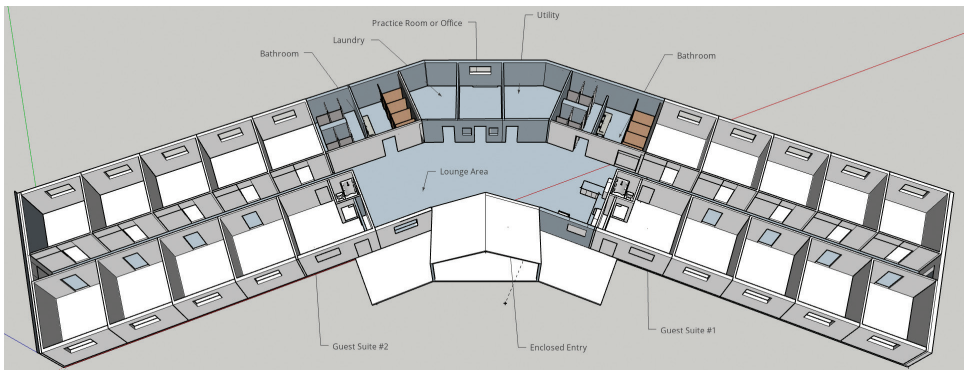 Utility
Practice Room or Office
Laundry
Bathroom
Bathroom
Lounge Area
Guest Suite #1
Guest Suite #2
Enclosed Entry